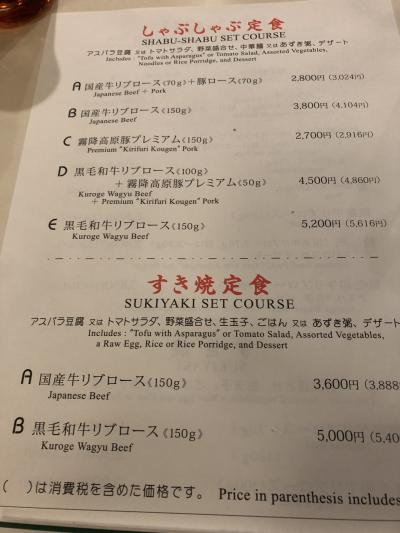 しゃぶしゃぶ定食
SHABU-SHABU SET COURSE
アスパラ豆腐 又は トマトサラダ、野菜盛合せ、中華麺 又は あずき粥、デザート
Includes : "Tofu with Asparagus" or Tomato Salad, Assorted Vegetables,
Noodles or Rice Porridge, and Dessert
A 国産牛リブロース《70g》+豚ロース《70g》 2,800円 (3,024円)
Japanese Beef + Pork
B 国産牛リブロース《150g》 3,800円 (4,104円)
Japanese Beef
C 霧降高原豚プレミアム《150g》 2,700円 (2,916円)
Premium "Kirifuri Kougen" Pork
D 黒毛和牛リブロース《100g》
+ 霧降高原豚プレミアム《50g》 4,500円 (4,860円)
Kuroge Wagyu Beef
+ Premium "Kirifuri Kougen" Pork
E 黒毛和牛リブロース《150g》 5,200円 (5,616円)
Kuroge Wagyu Beef
すき焼定食
SUKIYAKI SET COURSE
アスパラ豆腐 又は トマトサラダ、野菜盛合せ、生玉子、ごはん 又は あずき粥、デザート
Includes : "Tofu with Asparagus" or Tomato Salad, Assorted Vegetables,
a Raw Egg, Rice or Rice Porridge, and Dessert
A 国産牛リブロース《150g》 3,600円 (3,888円
Japanese Beef
B 黒毛和牛リブロース《150g》 5,000円 (5,40
Kuroge Wagyu Beef
( )は消費税を含めた価格です。 Price in parenthesis includes